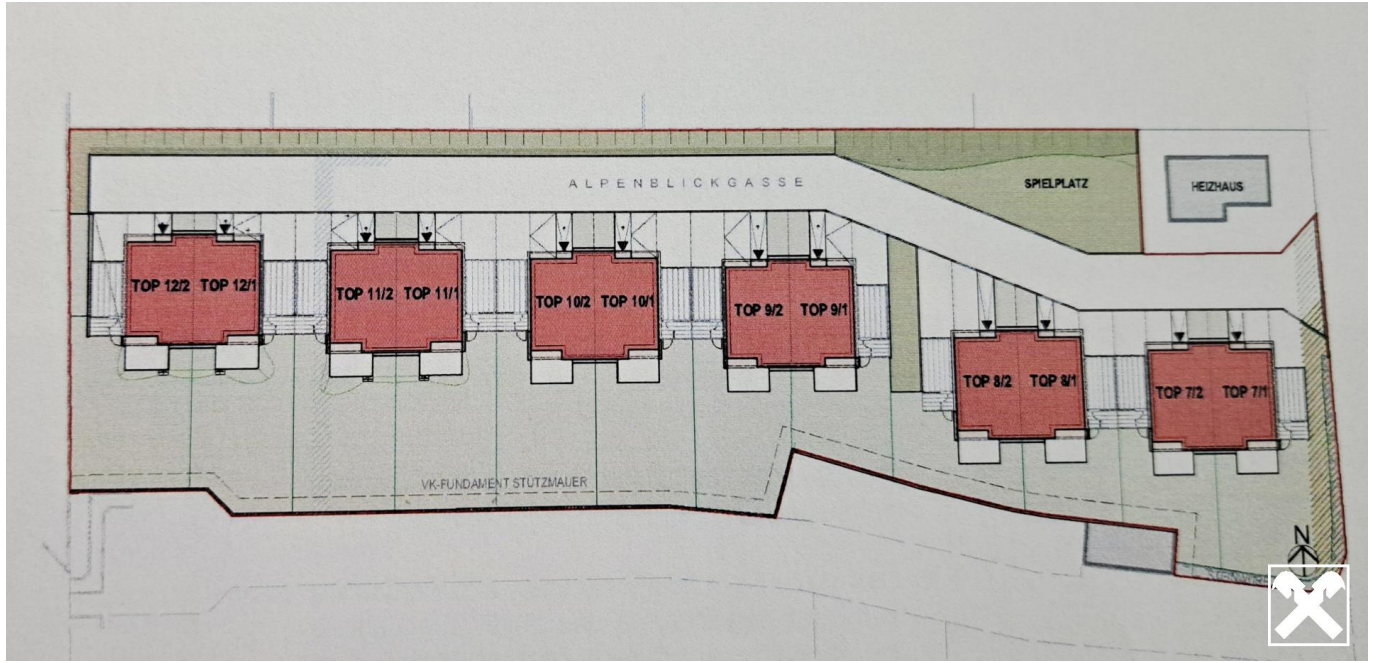 ALPENBLICKGASSE
SPIELPLATZ
HEIZHAUS
TOP 12/2 TOP 12/1
TOP 11/2 TOP 11/1
TOP 10/2 TOP 10/1
TOP 9/2 TOP 9/1
TOP 8/2 TOP 8/1
TOP 7/2 TOP 7/1
VK-FUNDAMENT STÜTZMAUER
N